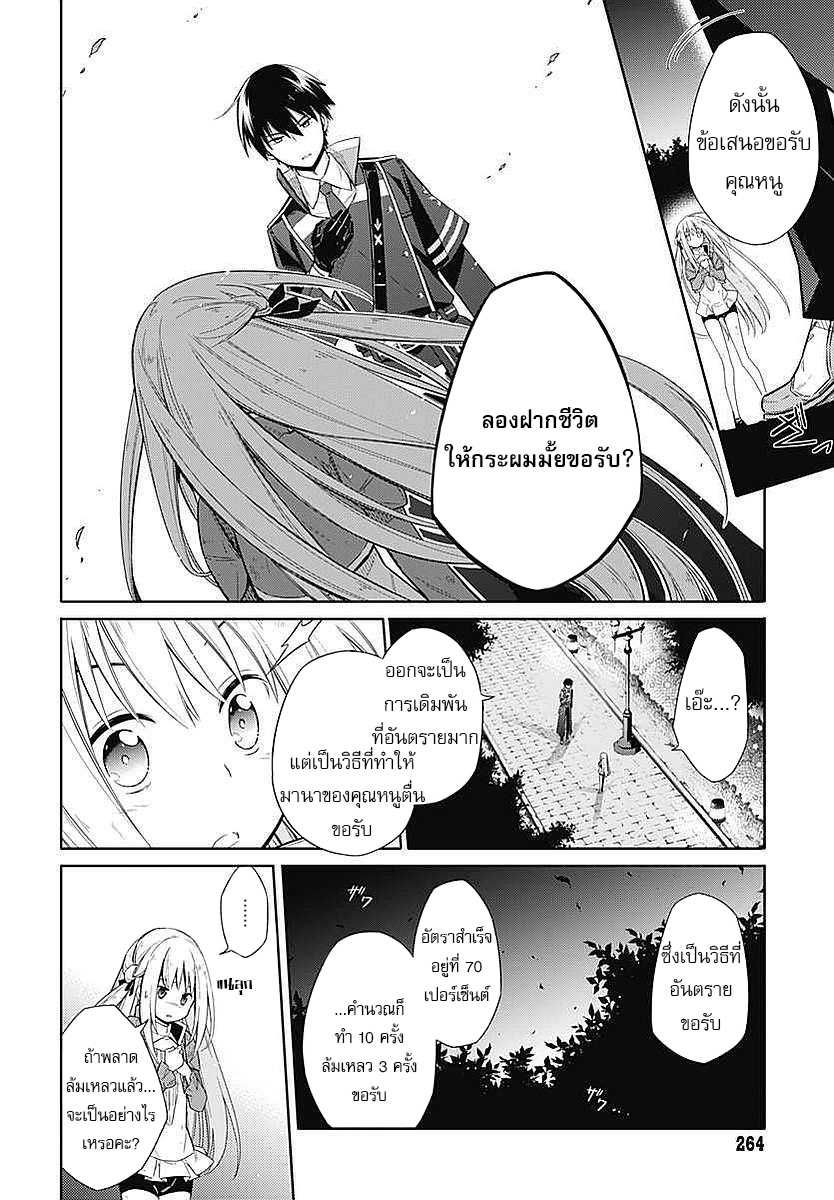 ดังนั้น
ข้อเสนอขอรับ
คุณหนู
ลองฝากชีวิต
ให้กระผมมั้ยขอรับ?
เอ๊ะ...?
ออกจะเป็น
การเดิมพัน
ที่อันตรายมาก
แต่เป็นวิธีที่ทำให้
มานาของคุณหนูตื่น
ขอรับ
ซึ่งเป็นวิธีที่
อันตราย
ขอรับ
อัตราสำเร็จ
อยู่ที่ 70
เปอร์เซ็นต์
...คำนวณก็
ทำ 10 ครั้ง
ล้มเหลว 3 ครั้ง
ขอรับ
ザワ
ザワ...
......
ถ้าพลาด
ล้มเหลวแล้ว...
จะเป็นอย่างไร
เหรอคะ?
264